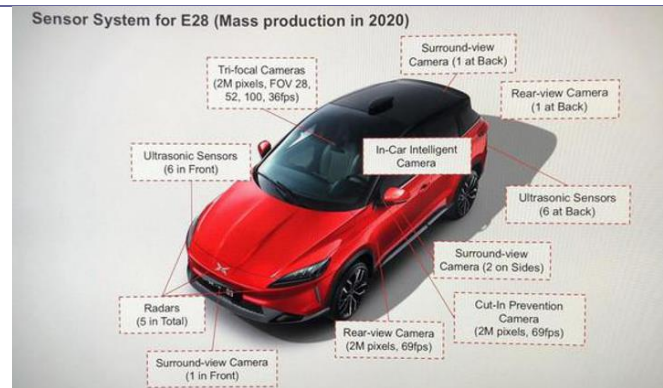 Sensor System for E28 (Mass production in 2020)
Surround-view
Camera (1 at Back)
Tri-focal Cameras
(2M pixels, FOV 28,
52, 100, 36fps)
Rear-view Camera
(1 at Back)
In-Car Intelligent
Camera
Ultrasonic Sensors
(6 in Front)
Ultrasonic Sensors
(6 at Back)
Surround-view
Camera (2 on Sides)
Cut-In Prevention
Camera
(2M pixels, 69fps)
Radars
(5 in Total)
Rear-view Camera
(2M pixels, 69fps)
Surround-view Camera
(1 in Front)